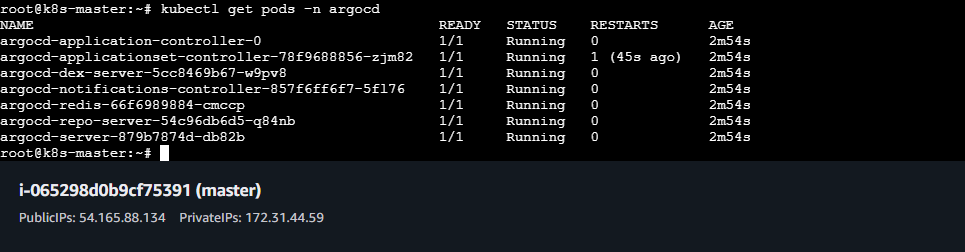 root@k8s-master:~# kubectl get pods -n argocd
NAME READY STATUS RESTARTS AGE
argocd-application-controller-0 1/1 Running 0 2m54s
argocd-applicationset-controller-78f9688856-zjm82 1/1 Running 1 (45s ago) 2m54s
argocd-dex-server-5cc8469b67-w9pv8 1/1 Running 0 2m54s
argocd-notifications-controller-857f6ff6f7-5fl76 1/1 Running 0 2m54s
argocd-redis-66f6989884-cmccp 1/1 Running 0 2m54s
argocd-repo-server-54c96db6d5-q84nb 1/1 Running 0 2m54s
argocd-server-879b7874d-db82b 1/1 Running 0 2m54s
root@k8s-master:~#
i-065298d0b9cf75391 (master)
PublicIPs: 54.165.88.134 PrivateIPs: 172.31.44.59